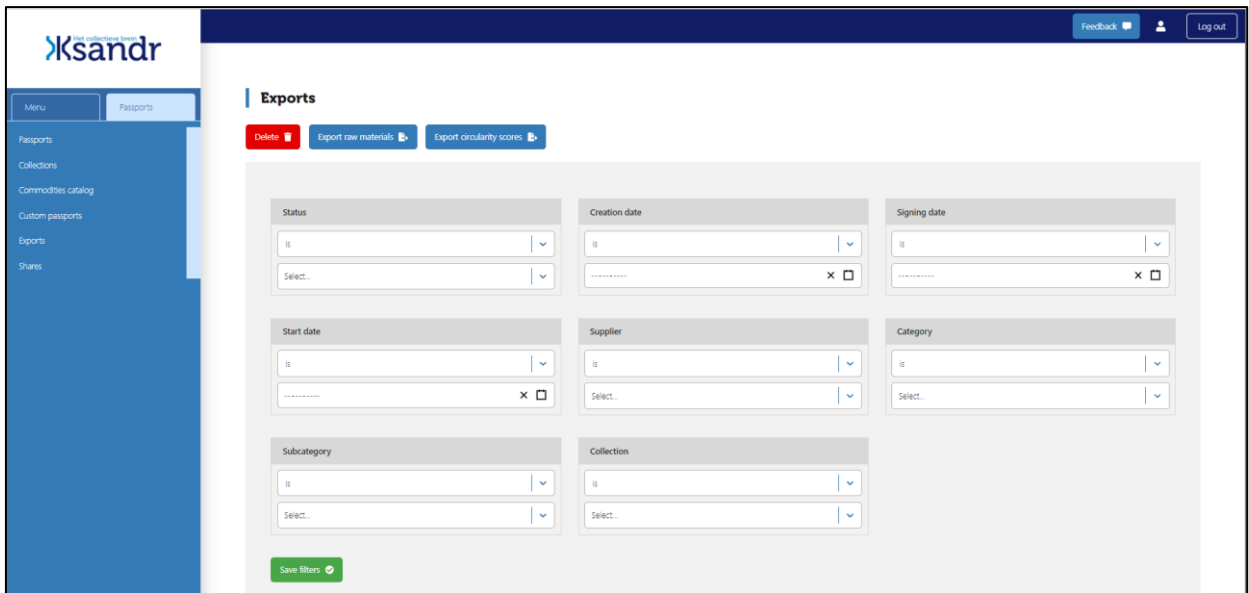 Het collectieve brein
Ksandr
Feedback
Log out
Menu
Passports
Passports
Collections
Commodities catalog
Custom passports
Exports
Shares
Exports
Delete
Export raw materials
Export circularity scores
Status
Creation date
Signing date
is
is
is
Select...
--- --- ----
--- --- ----
Start date
Supplier
Category
is
is
is
--- --- ----
Select...
Select...
Subcategory
Collection
is
is
Select...
Select...
Save filters